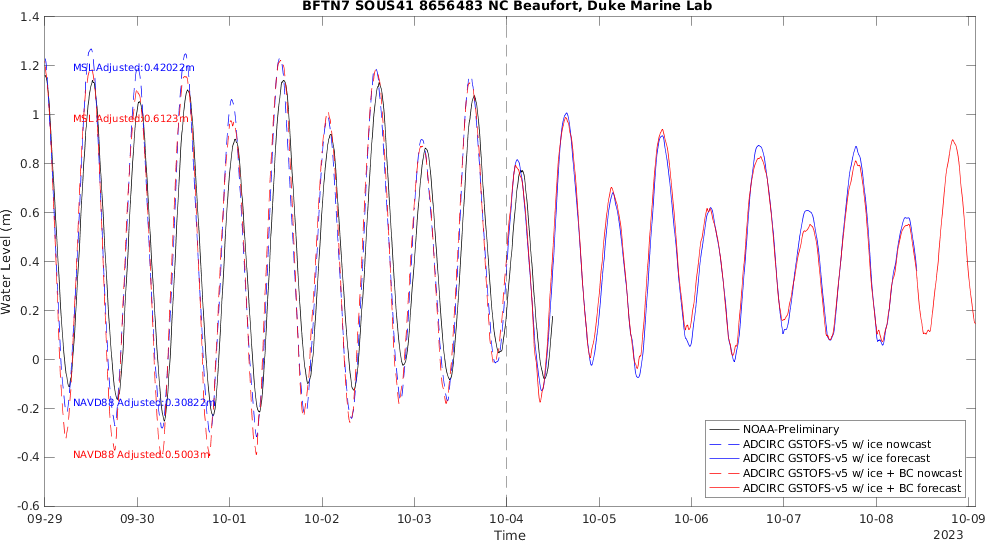 BFTN7 SOUS41 8656483 NC Beaufort, Duke Marine Lab
1.4
1.2
1
0.8
0.6
0.4
0.2
0
-0.2
-0.4
-0.6
Water Level (m)
MSL Adjusted:0.42022m
MSL Adjusted:0.6123m
NAVD88 Adjusted:0.30822m
NAVD88 Adjusted:0.5003m
NOAA-Preliminary
ADCIRC GSTOFS-v5 w/ ice nowcast
ADCIRC GSTOFS-v5 w/ ice forecast
ADCIRC GSTOFS-v5 w/ ice + BC nowcast
ADCIRC GSTOFS-v5 w/ ice + BC forecast
09-29 09-30 10-01 10-02 10-03 10-04 10-05 10-06 10-07 10-08 10-09
Time
2023